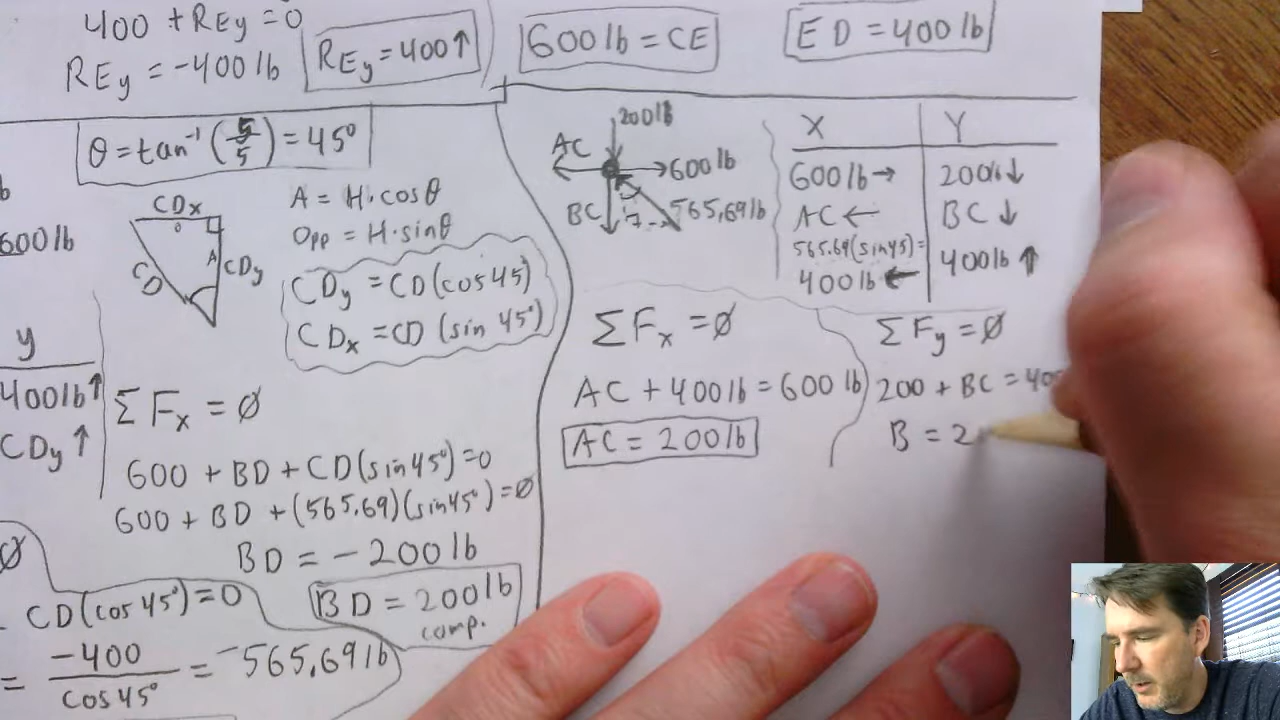 400 + REy = 0
REy = -400 lb
REy = 400 ↑
600 lb = CE
ED = 400 lb
θ = tan⁻¹ (5/5) = 45°
CDx
θ
A
CD
CDy
A = H·cosθ
Opp = H·sinθ
CDy = CD (cos 45)
CDx = CD (sin 45°)
b
600 lb
y
400 lb ↑
CDy ↑
ΣFx = ∅
600 + BD + CD (sin 45°) = 0
600 + BD + (565.69)(sin 45°) = ∅
BD = - 200 lb
BD = 200 lb
comp.
∅
CD (cos 45°) = 0
= -400 / cos 45° = -565.69 lb
200 lb
AC
600 lb
BC
565.69 lb
X Y
600 lb → 200 lb ↓
AC ← BC ↓
565.69 (sin 45) =
400 lb ← 400 lb ↑
ΣFx = ∅
AC + 400 lb = 600 lb
AC = 200 lb
ΣFy = ∅
200 + BC = 400
B = 2